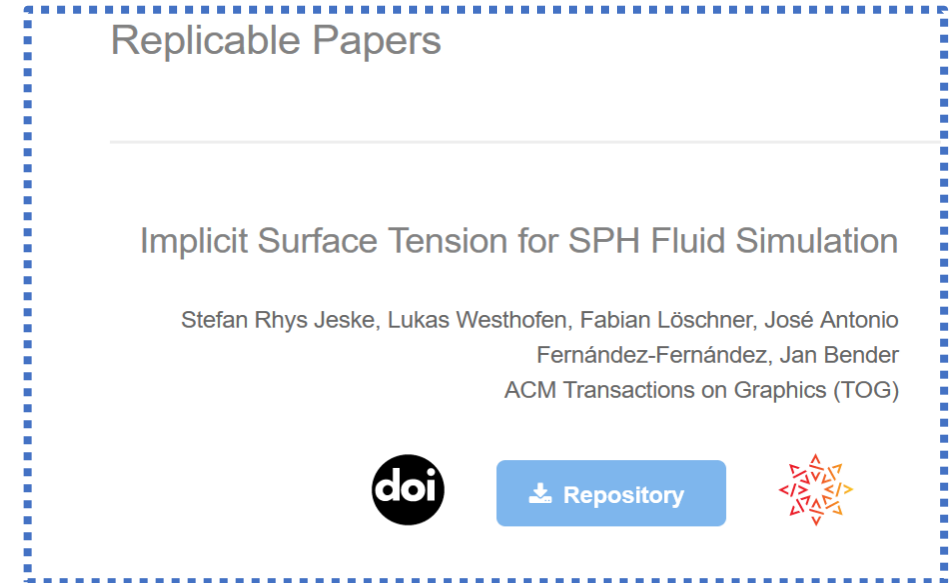 Replicable Papers
Implicit Surface Tension for SPH Fluid Simulation
Stefan Rhys Jeske, Lukas Westhofen, Fabian Löschner, José Antonio
Fernández-Fernández, Jan Bender
ACM Transactions on Graphics (TOG)
doi
Repository